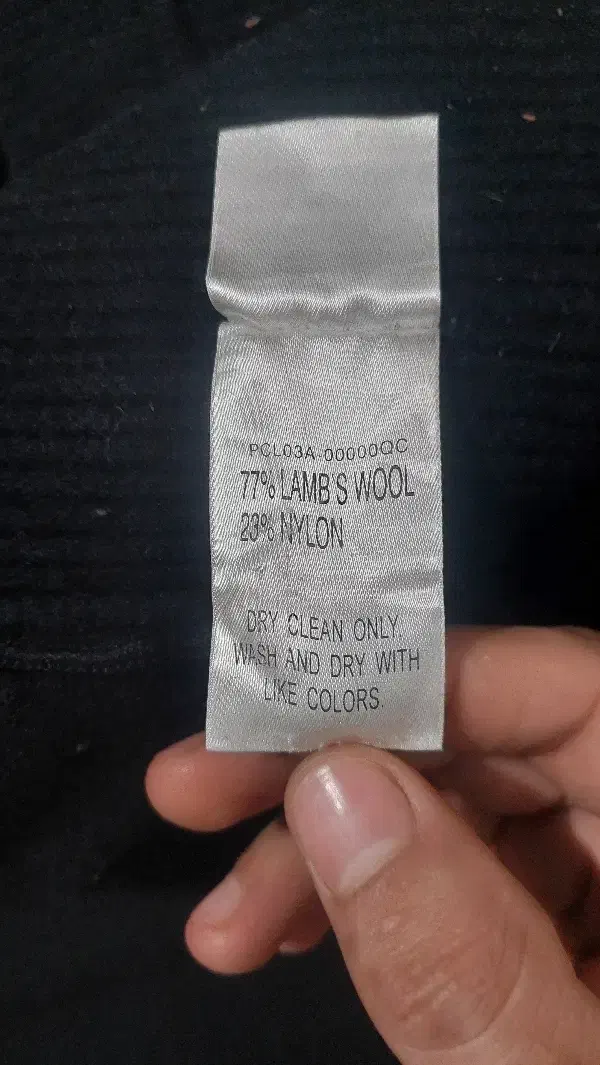 PCL03A 00000QC
77% LAMB'S WOOL
23% NYLON
DRY CLEAN ONLY.
WASH AND DRY WITH
LIKE COLORS.